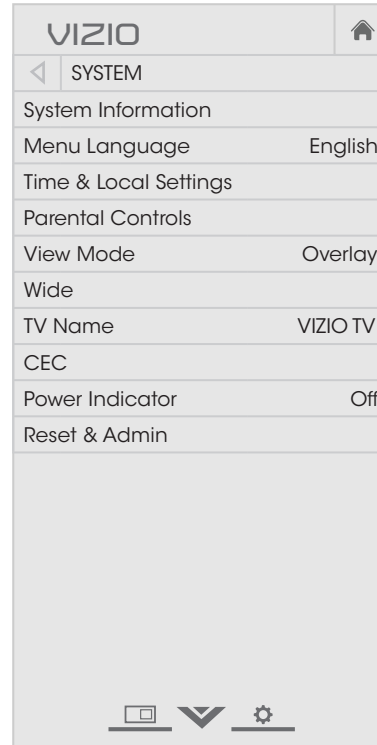 VIZIO
SYSTEM
System Information
Menu Language English
Time & Local Settings
Parental Controls
View Mode Overlay
Wide
TV Name VIZIO TV
CEC
Power Indicator Off
Reset & Admin